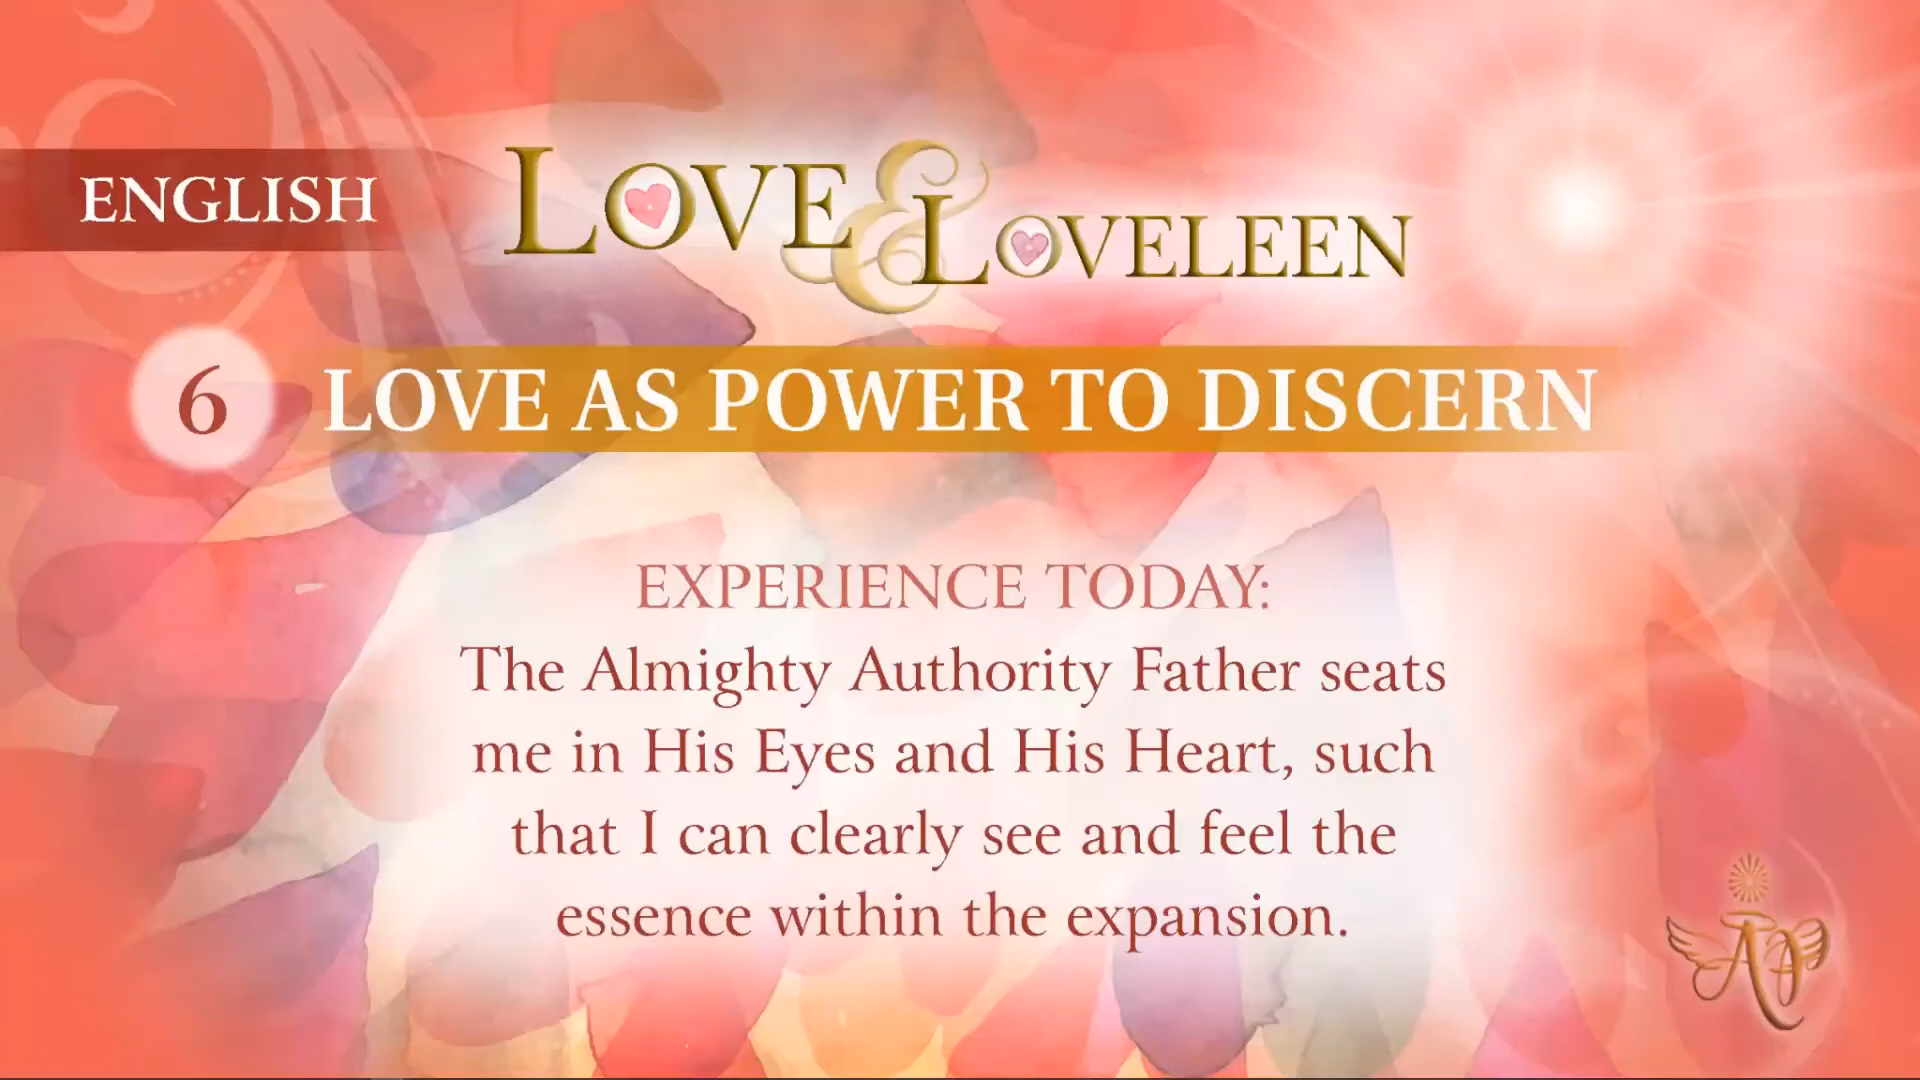 ENGLISH
LOVE & LOVELEEN
6
LOVE AS POWER TO DISCERN
EXPERIENCE TODAY:
The Almighty Authority Father seats
me in His Eyes and His Heart, such
that I can clearly see and feel the
essence within the expansion.